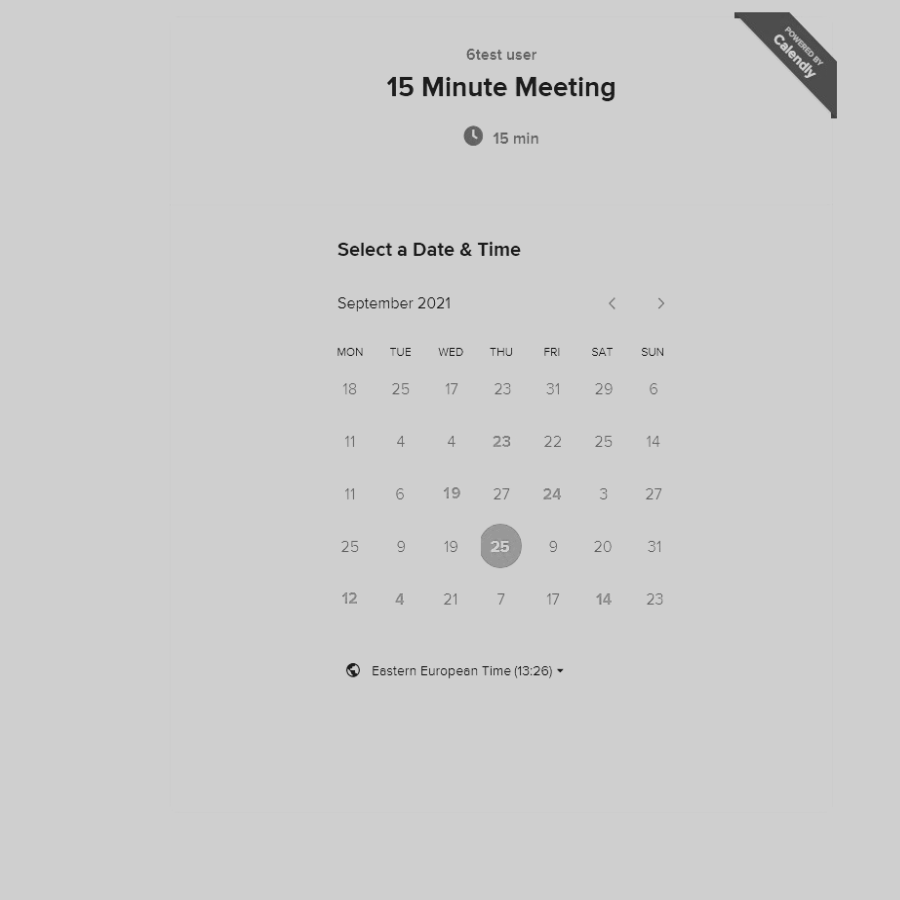 POWERED BY
Calendly
6test user
15 Minute Meeting
15 min
Select a Date & Time
September 2021
MON TUE WED THU FRI SAT SUN
18 25 17 23 31 29 6
11 4 4 23 22 25 14
11 6 19 27 24 3 27
25 9 19 25 9 20 31
12 4 21 7 17 14 23
Eastern European Time (13:26)